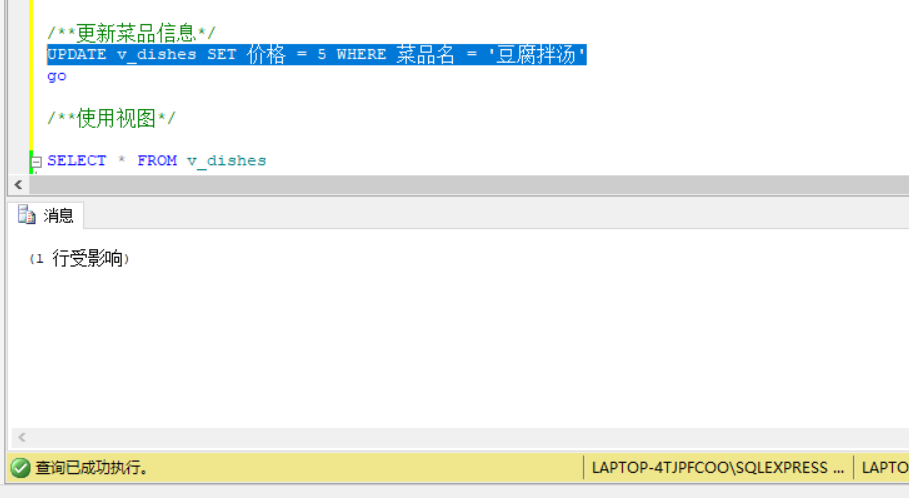 /**更新菜品信息*/
UPDATE v_dishes SET 价格 = 5 WHERE 菜品名 = '豆腐拌汤'
go
/**使用视图*/
SELECT * FROM v_dishes
消息
(1 行受影响)
查询已成功执行。
LAPTOP-4TJPFCOO\SQLEXPRESS ...
LAPTO